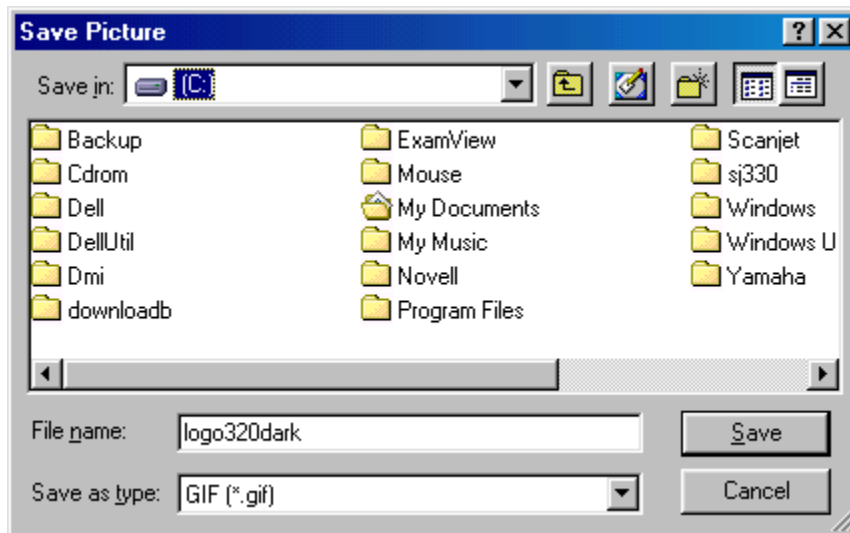 Save Picture
Save in: (C:
Backup
Cdrom
Dell
DellUtil
Dmi
downloadb
ExamView
Mouse
My Documents
My Music
Novell
Program Files
Scanjet
sj330
Windows
Windows U
Yamaha
File name: logo320dark Save
Save as type: GIF (*.gif) Cancel